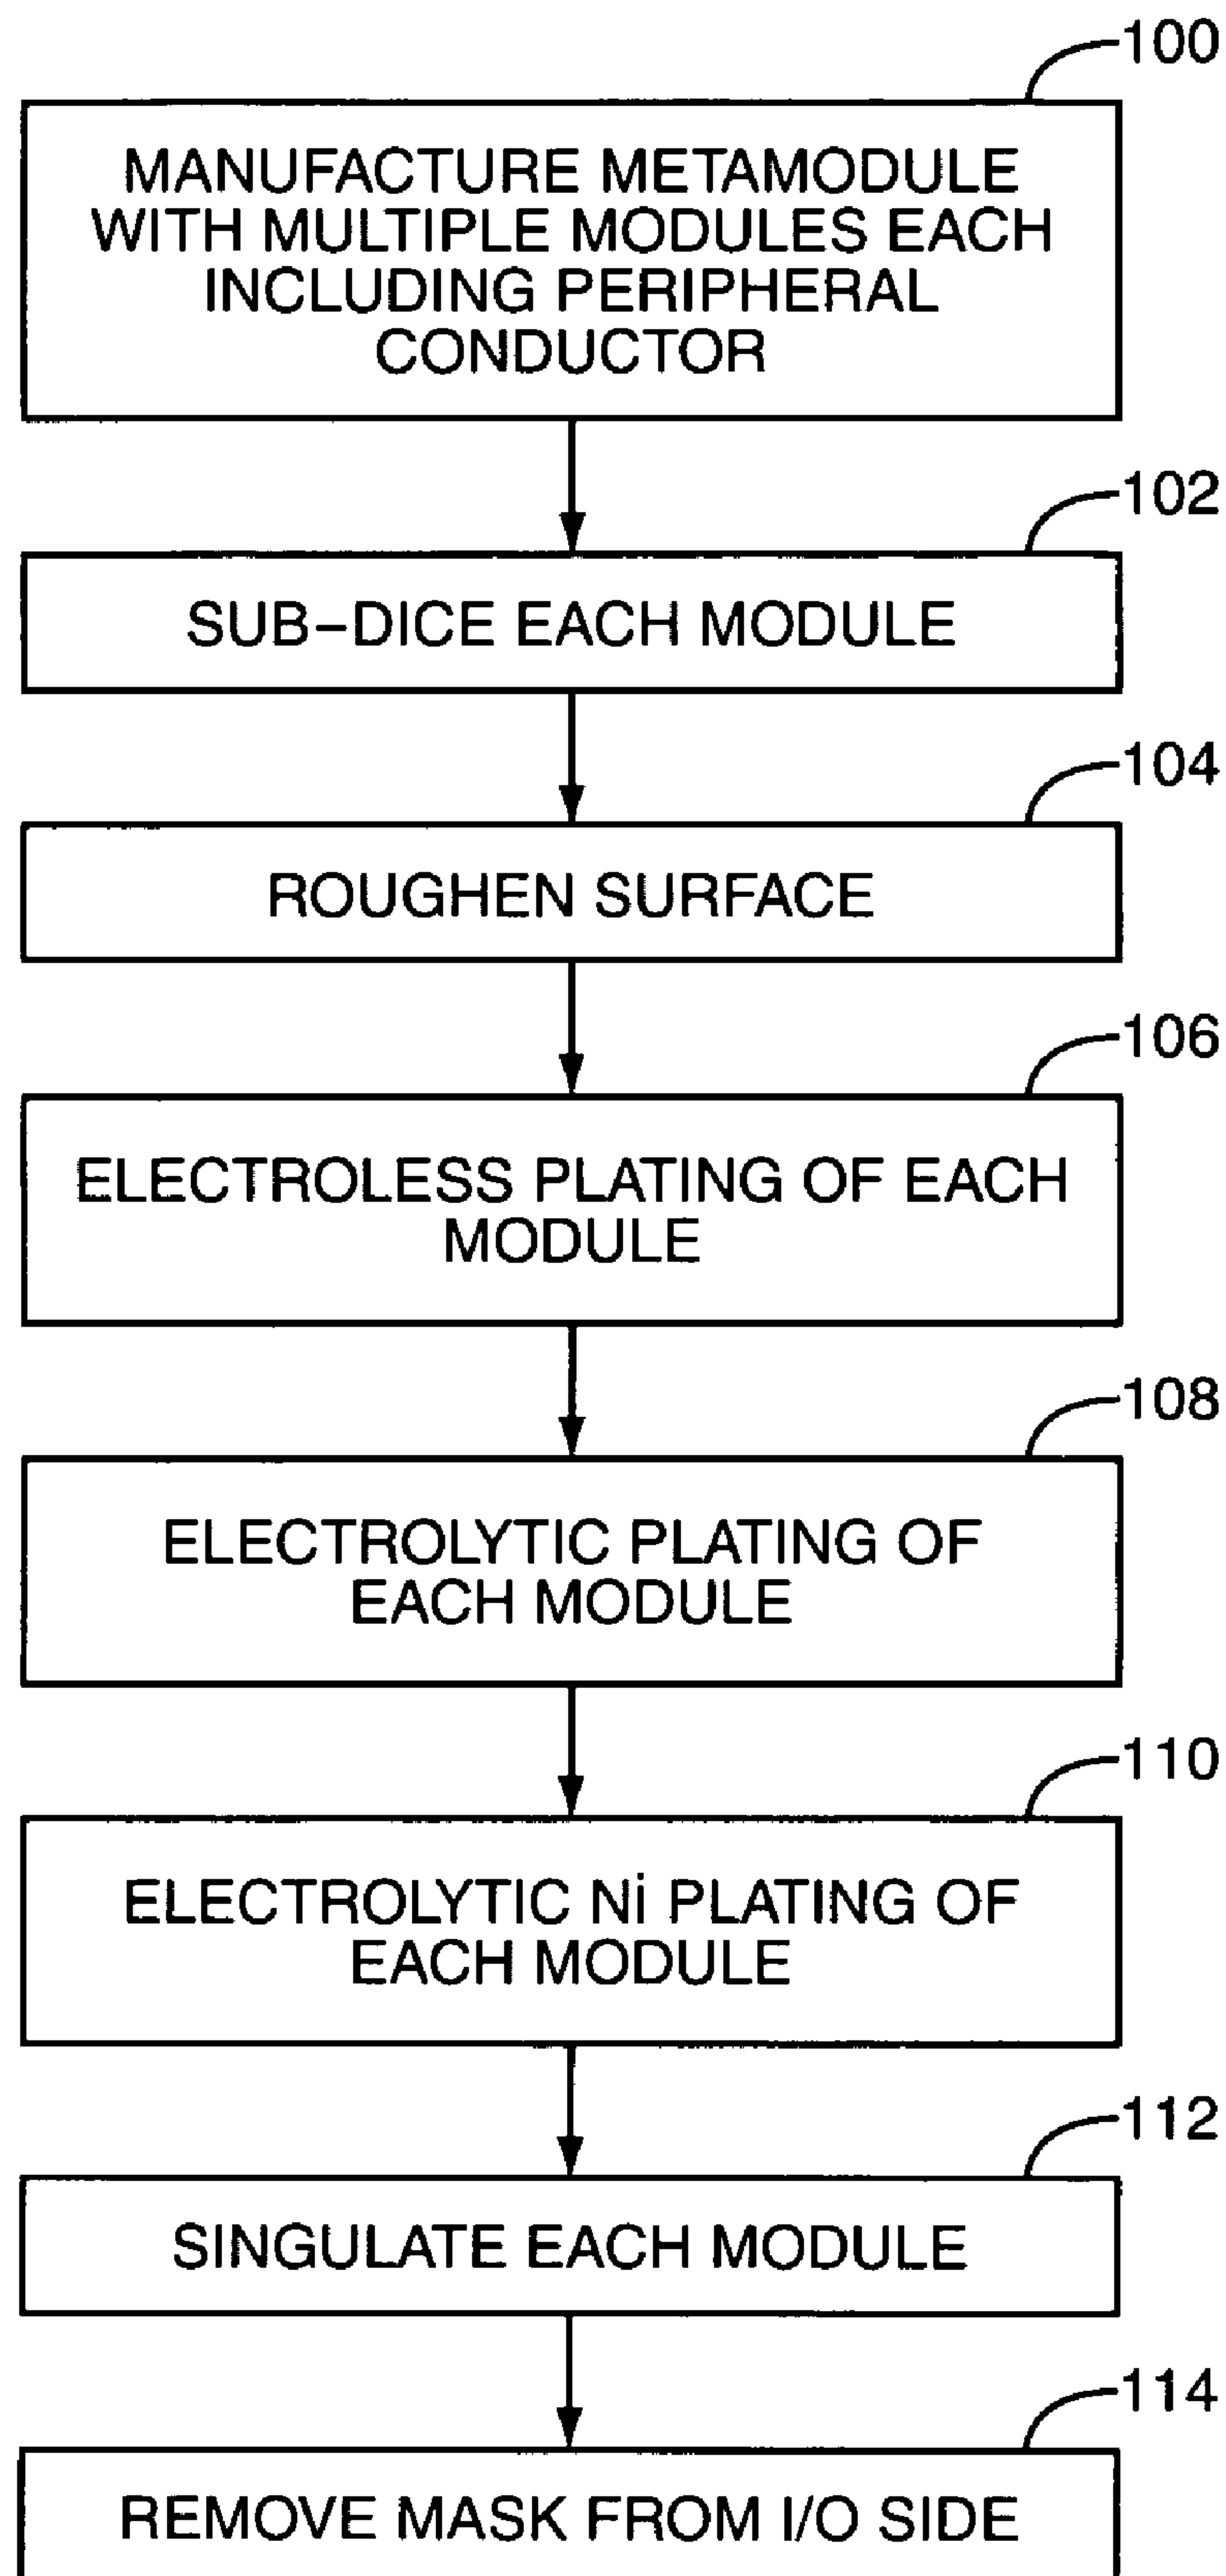 100
MANUFACTURE METAMODULE
WITH MULTIPLE MODULES EACH
INCLUDING PERIPHERAL
CONDUCTOR
102
SUB-DICE EACH MODULE
104
ROUGHEN SURFACE
106
ELECTROLESS PLATING OF EACH
MODULE
108
ELECTROLYTIC PLATING OF
EACH MODULE
110
ELECTROLYTIC Ni PLATING OF
EACH MODULE
112
SINGULATE EACH MODULE
114
REMOVE MASK FROM I/O SIDE